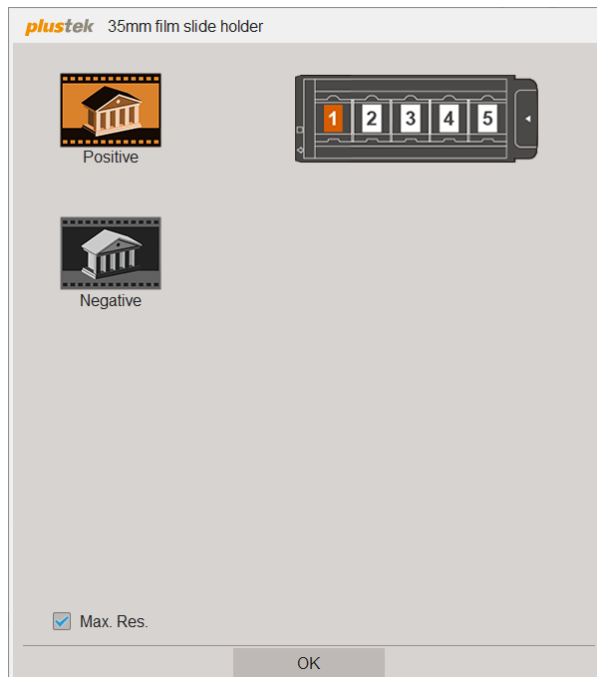 plustek 35mm film slide holder
Positive
1 2 3 4 5
Negative
Max. Res.
OK